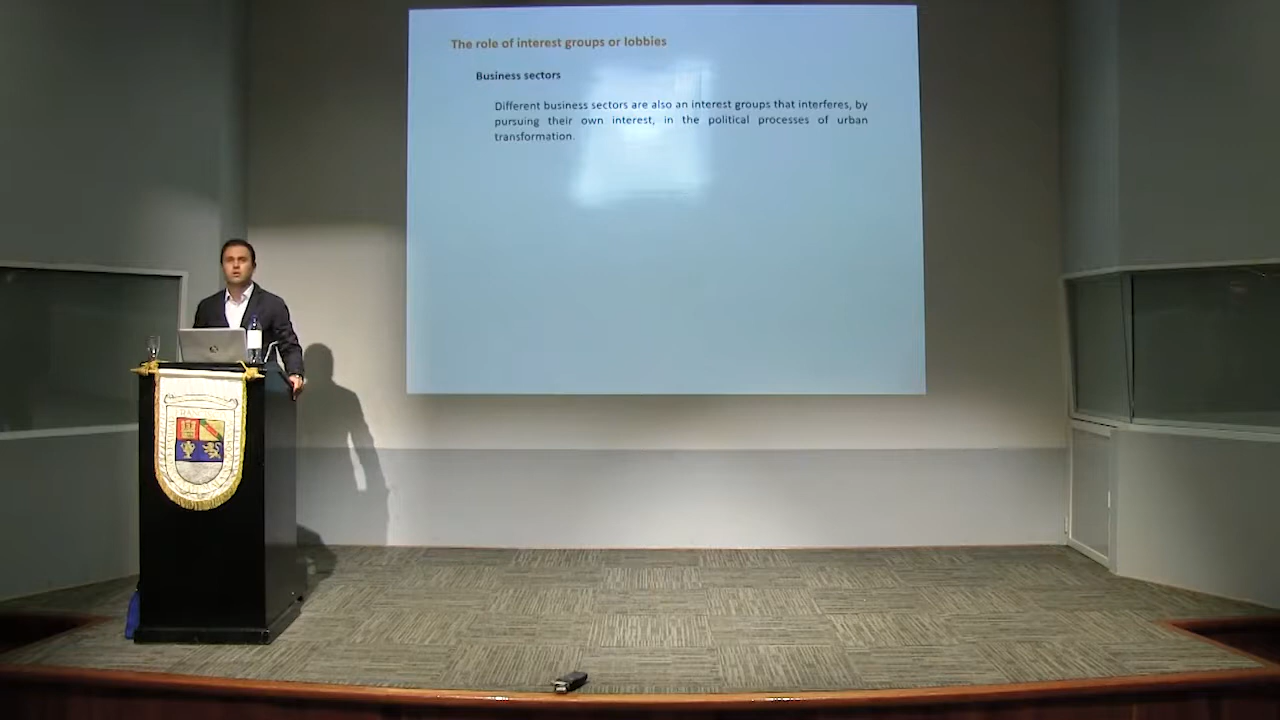 The role of interest groups or lobbies
Business sectors
Different business sectors are also an interest groups that interferes, by
pursuing their own interest, in the political processes of urban
transformation.